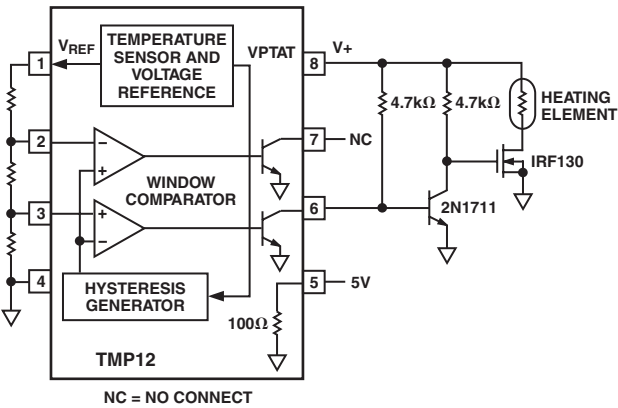 TEMPERATURE
SENSOR AND
VOLTAGE
REFERENCE
VREF
VPTAT
V+
1
8
4.7kΩ
4.7kΩ
HEATING
ELEMENT
2
7
NC
–
+
WINDOW
COMPARATOR
IRF130
3
6
+
–
2N1711
4
5
5V
HYSTERESIS
GENERATOR
100Ω
TMP12
NC = NO CONNECT